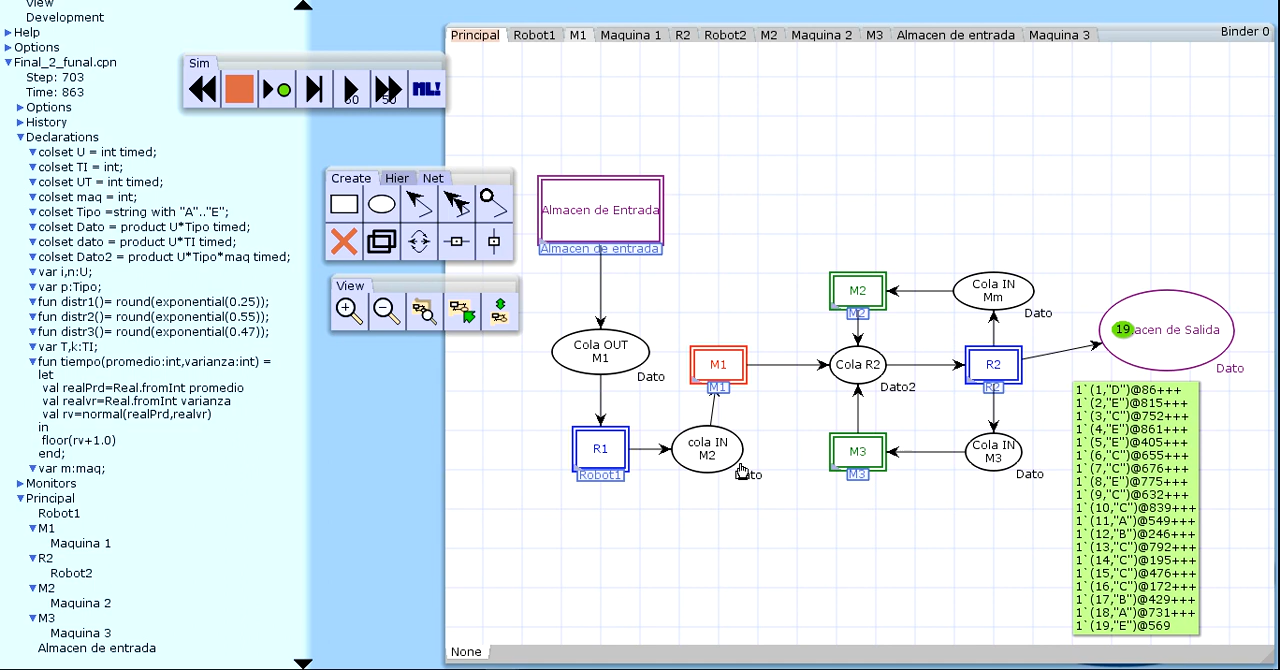 View
Development
Help
Options
Final_2_funal.cpn
Step: 703
Time: 863
Options
History
Declarations
colset U = int timed;
colset TI = int;
colset UT = int timed;
colset maq = int;
colset Tipo =string with "A".."E";
colset Dato = product U*Tipo timed;
colset dato = product U*TI timed;
colset Dato2 = product U*Tipo*maq timed;
var i,n:U;
var p:Tipo;
fun distr1()= round(exponential(0.25));
fun distr2()= round(exponential(0.55));
fun distr3()= round(exponential(0.47));
var T,k:TI;
fun tiempo(promedio:int,varianza:int) =
let
val realPrd=Real.fromInt promedio
val realvr=Real.fromInt varianza
val rv=normal(realPrd,realvr)
in
floor(rv+1.0)
end;
var m:maq;
Monitors
Principal
Robot1
M1
Maquina 1
R2
Robot2
M2
Maquina 2
M3
Maquina 3
Almacen de entrada
Sim
50
ML!
Create Hier Net
View
Principal Robot1 M1 Maquina 1 R2 Robot2 M2 Maquina 2 M3 Almacen de entrada Maquina 3
Binder 0
Almacen de Entrada
Almacen de entrada
Cola OUT
M1
Dato
R1
Robot1
cola IN
M2
ato
M1
M1
M2
M2
Cola R2
Dato2
M3
M3
Cola IN
Mm
Dato
R2
R2
Cola IN
M3
Dato
19
acen de Salida
Dato
1`(1,"D")@86+++
1`(2,"E")@815+++
1`(3,"C")@752+++
1`(4,"E")@861+++
1`(5,"E")@405+++
1`(6,"C")@655+++
1`(7,"C")@676+++
1`(8,"E")@775+++
1`(9,"C")@632+++
1`(10,"C")@839+++
1`(11,"A")@549+++
1`(12,"B")@246+++
1`(13,"C")@792+++
1`(14,"C")@195+++
1`(15,"C")@476+++
1`(16,"C")@172+++
1`(17,"B")@429+++
1`(18,"A")@731+++
1`(19,"E")@569
None